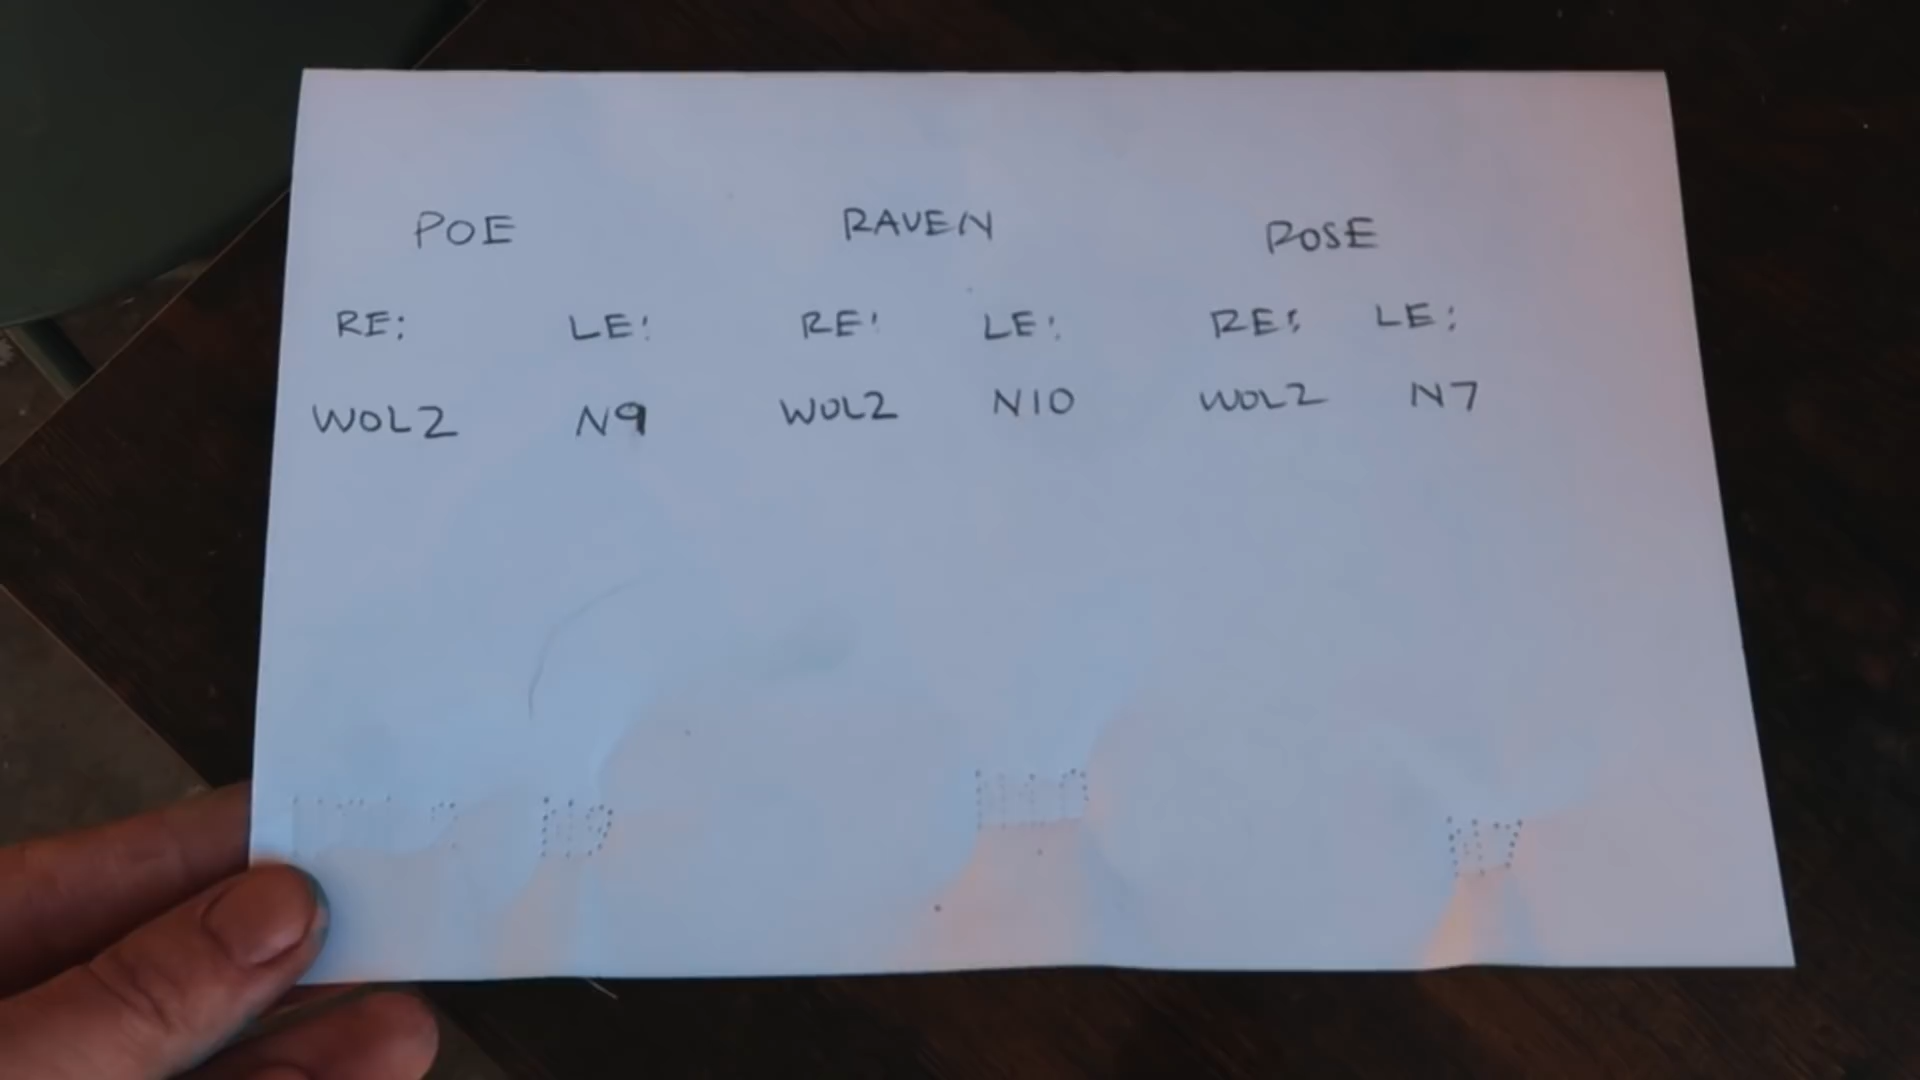 POE RAVEN ROSE
RE: LE: RE: LE: RE: LE:
WOL2 N9 WOL2 N10 WOL2 N7